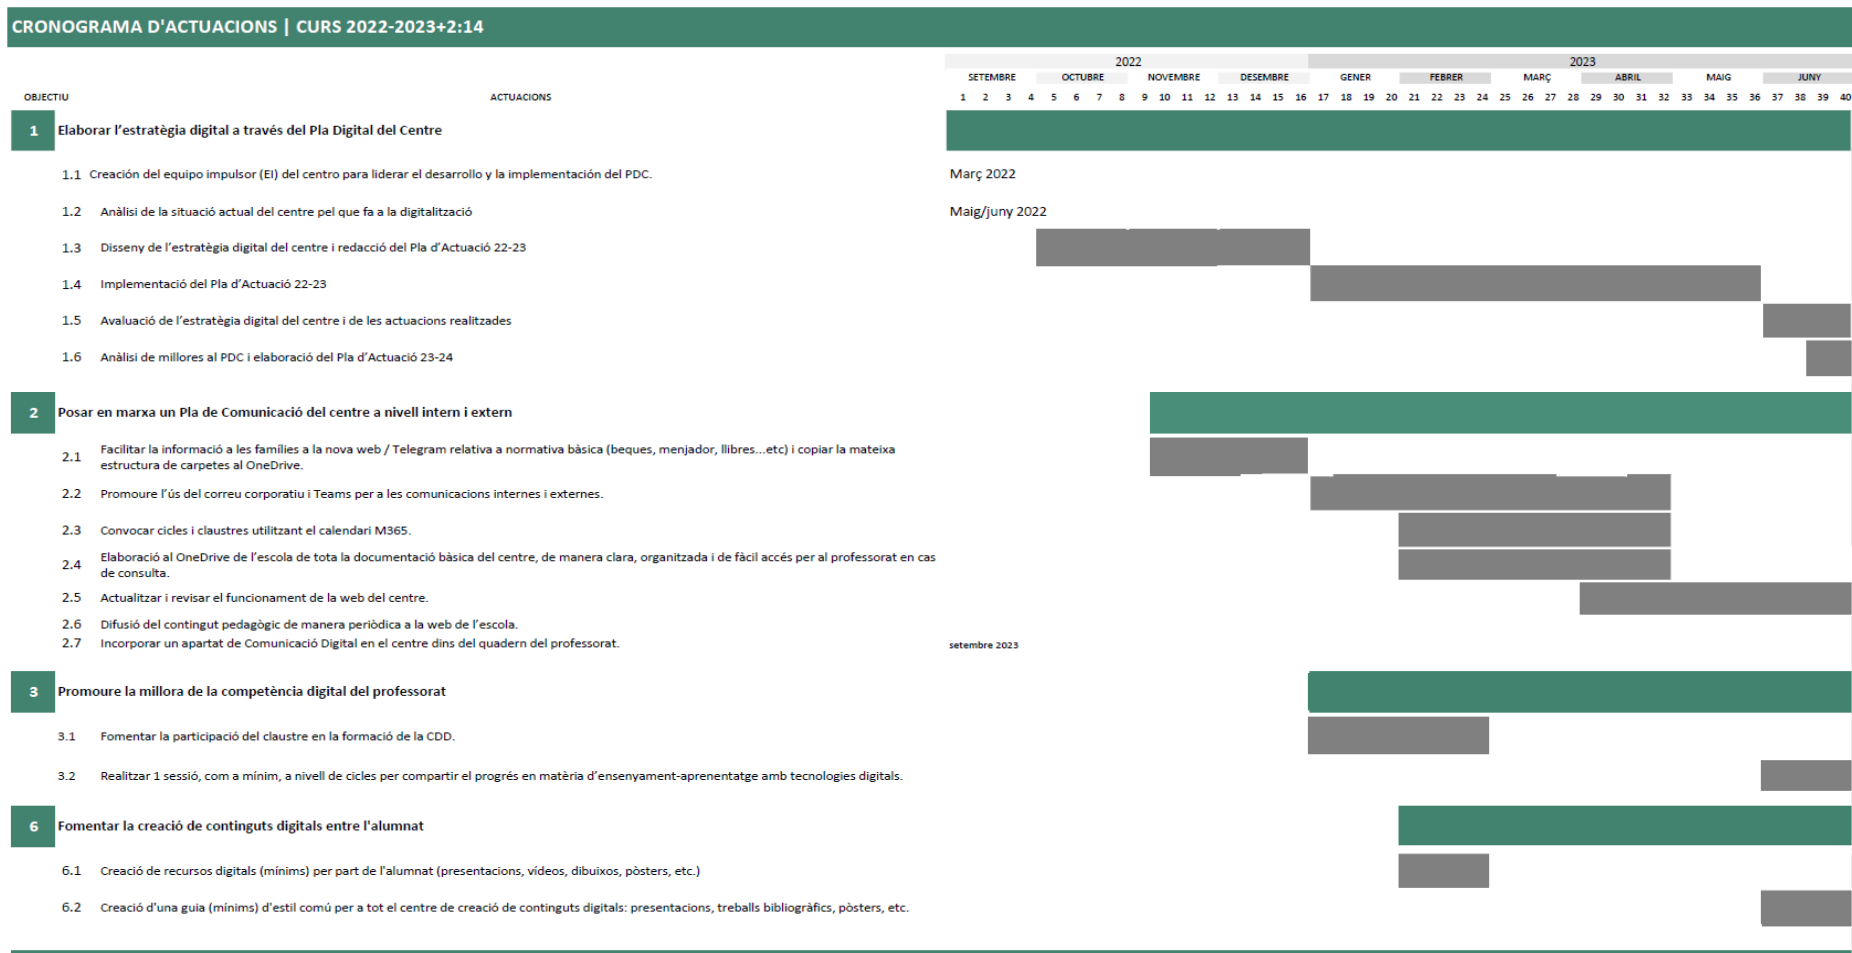 CRONOGRAMA D'ACTUACIONS | CURS 2022-2023+2:14
2022 2023
SETEMBRE OCTUBRE NOVEMBRE DESEMBRE GENER FEBRER MARÇ ABRIL MAIG JUNY
OBJECTIU ACTUACIONS 1 2 3 4 5 6 7 8 9 10 11 12 13 14 15 16 17 18 19 20 21 22 23 24 25 26 27 28 29 30 31 32 33 34 35 36 37 38 39 40
1 Elaborar l'estratègia digital a través del Pla Digital del Centre
1.1 Creación del equipo impulsor (EI) del centro para liderar el desarrollo y la implementación del PDC. Març 2022
1.2 Anàlisi de la situació actual del centre pel que fa a la digitalització Maig/juny 2022
1.3 Disseny de l'estratègia digital del centre i redacció del Pla d'Actuació 22-23
1.4 Implementació del Pla d'Actuació 22-23
1.5 Avaluació de l'estratègia digital del centre i de les actuacions realitzades
1.6 Anàlisi de millores al PDC i elaboració del Pla d'Actuació 23-24
2 Posar en marxa un Pla de Comunicació del centre a nivell intern i extern
2.1 Facilitar la informació a les famílies a la nova web / Telegram relativa a normativa bàsica (beques, menjador, llibres...etc) i copiar la mateixa
estructura de carpetes al OneDrive.
2.2 Promoure l'ús del correu corporatiu i Teams per a les comunicacions internes i externes.
2.3 Convocar cicles i claustres utilitzant el calendari M365.
2.4 Elaboració al OneDrive de l'escola de tota la documentació bàsica del centre, de manera clara, organitzada i de fàcil accés per al professorat en cas
de consulta.
2.5 Actualitzar i revisar el funcionament de la web del centre.
2.6 Difusió del contingut pedagògic de manera periòdica a la web de l'escola.
2.7 Incorporar un apartat de Comunicació Digital en el centre dins del quadern del professorat. setembre 2023
3 Promoure la millora de la competència digital del professorat
3.1 Fomentar la participació del claustre en la formació de la CDD.
3.2 Realitzar 1 sessió, com a mínim, a nivell de cicles per compartir el progrés en matèria d'ensenyament-aprenentatge amb tecnologies digitals.
6 Fomentar la creació de continguts digitals entre l'alumnat
6.1 Creació de recursos digitals (mínims) per part de l'alumnat (presentacions, vídeos, dibuixos, pòsters, etc.)
6.2 Creació d'una guia (mínims) d'estil comú per a tot el centre de creació de continguts digitals: presentacions, treballs bibliogràfics, pòsters, etc.